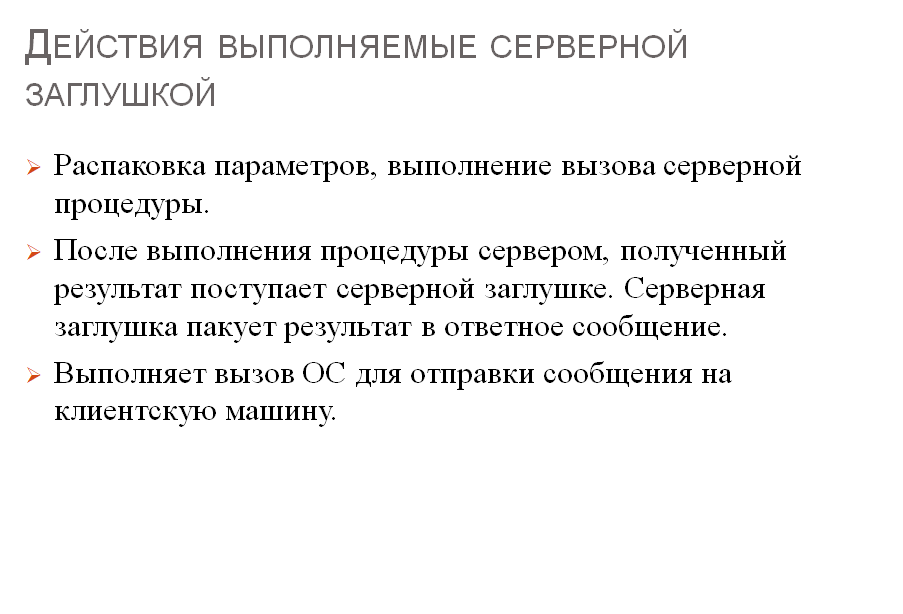 Действия выполняемые серверной
заглушкой
Распаковка параметров, выполнение вызова серверной
процедуры.
После выполнения процедуры сервером, полученный
результат поступает серверной заглушке. Серверная
заглушка пакует результат в ответное сообщение.
Выполняет вызов ОС для отправки сообщения на
клиентскую машину.